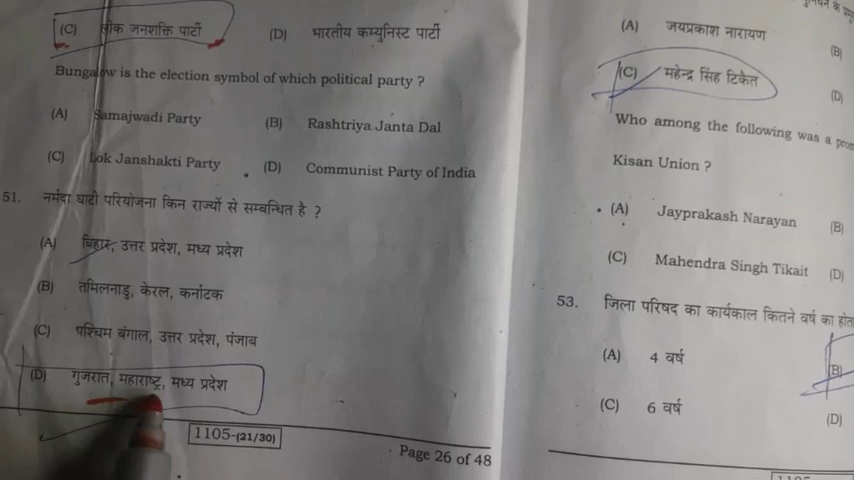 (C) लोक जनशक्ति पार्टी
(D) भारतीय कम्युनिस्ट पार्टी
Bungalow is the election symbol of which political party ?
(A) Samajwadi Party
(B) Rashtriya Janta Dal
(C) Lok Janshakti Party
(D) Communist Party of India
51. नर्मदा घाटी परियोजना किन राज्यों से सम्बन्धित है ?
(A) बिहार, उत्तर प्रदेश, मध्य प्रदेश
(B) तमिलनाडु, केरल, कर्नाटक
(C) पश्चिम बंगाल, उत्तर प्रदेश, पंजाब
(D) गुजरात, महाराष्ट्र, मध्य प्रदेश
1105-(21/30)
Page 26 of 48
(A) जयप्रकाश नारायण
(B)
(C) महेन्द्र सिंह टिकैत
(D)
Who among the following was a
Kisan Union ?
(A) Jayprakash Narayan
(B)
(C) Mahendra Singh Tikait
(D)
53. जिला परिषद का कार्यकाल कितने वर्ष का
(A) 4 वर्ष
(B)
(C) 6 वर्ष
(D)